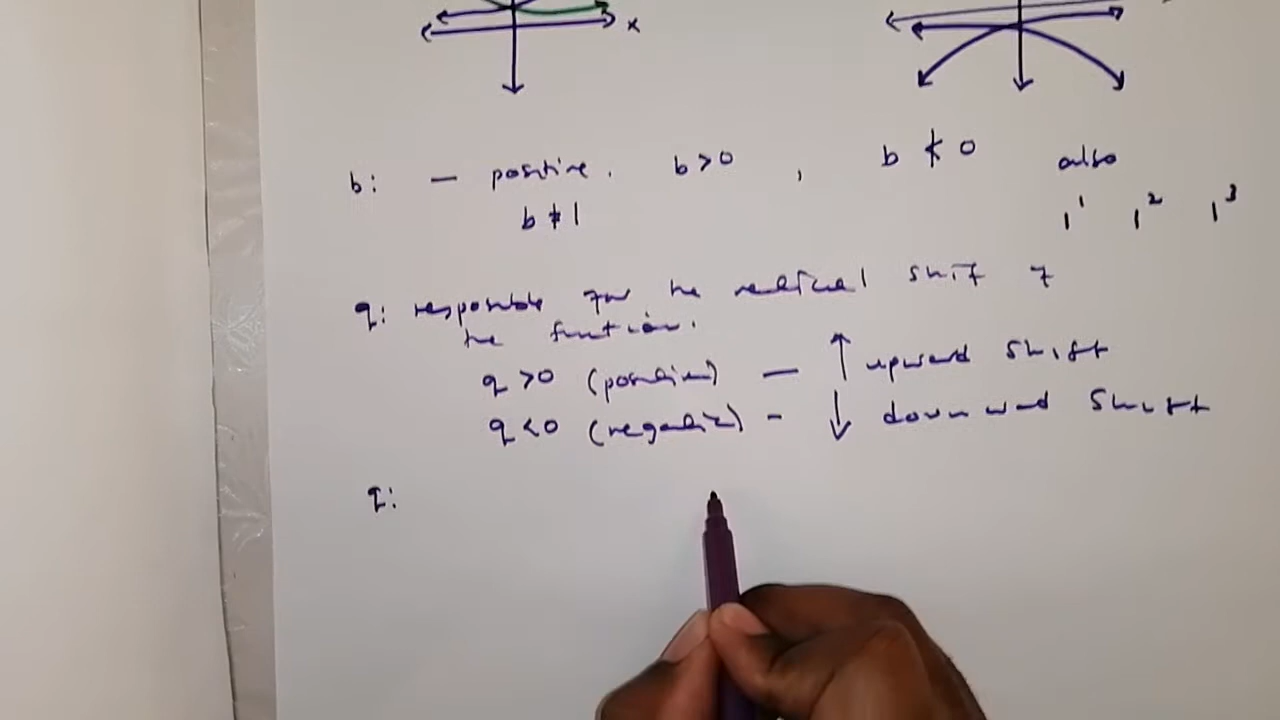 x
b: — positive. b > 0 , b ≮ 0 also
b ≠ 1 1¹ 1² 1³
q: responsible for the vertical shift of
the function.
q > 0 (positive) — ↑ upward shift
q < 0 (negative) - ↓ downward shift
q: